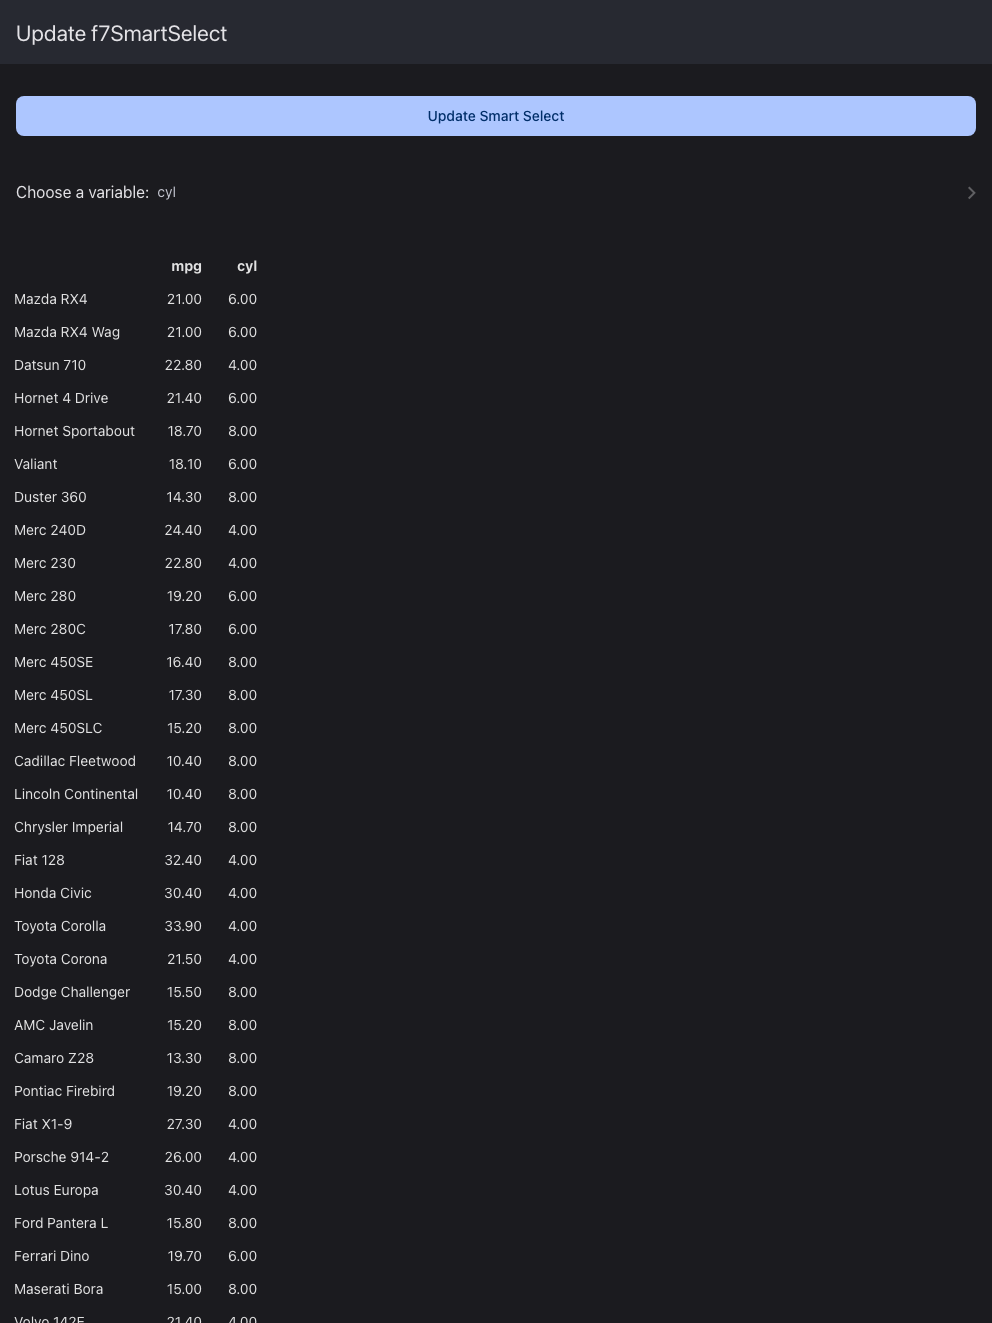 Update f7SmartSelect
Update Smart Select
Choose a variable: cyl
mpg cyl
Mazda RX4 21.00 6.00
Mazda RX4 Wag 21.00 6.00
Datsun 710 22.80 4.00
Hornet 4 Drive 21.40 6.00
Hornet Sportabout 18.70 8.00
Valiant 18.10 6.00
Duster 360 14.30 8.00
Merc 240D 24.40 4.00
Merc 230 22.80 4.00
Merc 280 19.20 6.00
Merc 280C 17.80 6.00
Merc 450SE 16.40 8.00
Merc 450SL 17.30 8.00
Merc 450SLC 15.20 8.00
Cadillac Fleetwood 10.40 8.00
Lincoln Continental 10.40 8.00
Chrysler Imperial 14.70 8.00
Fiat 128 32.40 4.00
Honda Civic 30.40 4.00
Toyota Corolla 33.90 4.00
Toyota Corona 21.50 4.00
Dodge Challenger 15.50 8.00
AMC Javelin 15.20 8.00
Camaro Z28 13.30 8.00
Pontiac Firebird 19.20 8.00
Fiat X1-9 27.30 4.00
Porsche 914-2 26.00 4.00
Lotus Europa 30.40 4.00
Ford Pantera L 15.80 8.00
Ferrari Dino 19.70 6.00
Maserati Bora 15.00 8.00
Volvo 142E 21.40 4.00